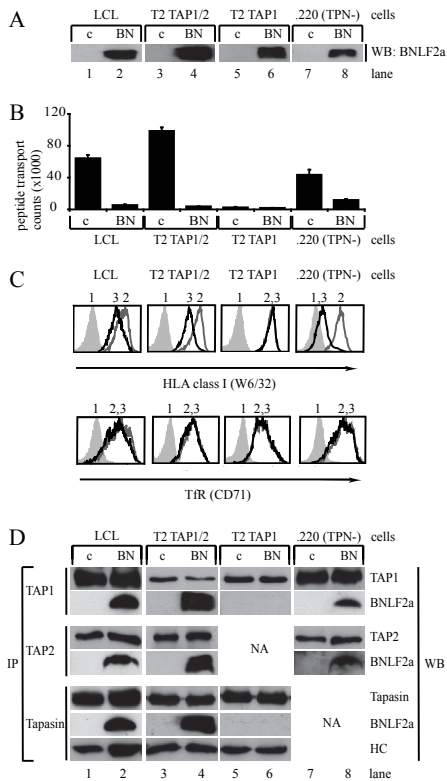 A
LCL T2 TAP1/2 T2 TAP1 .220 (TPN-) cells
c BN c BN c BN c BN
WB: BNLF2a
1 2 3 4 5 6 7 8 lane
B
peptide transport
counts (x1000)
120
80
40
0
c BN c BN c BN c BN
LCL T2 TAP1/2 T2 TAP1 .220 (TPN-) cells
C
LCL T2 TAP1/2 T2 TAP1 .220 (TPN-) cells
1 3 2 1 3 2 1 2,3 1,3 2
HLA class I (W6/32)
1 2,3 1 2,3 1 2,3 1 2,3
TfR (CD71)
D
LCL T2 TAP1/2 T2 TAP1 .220 (TPN-) cells
c BN c BN c BN c BN
IP
TAP1
TAP1
BNLF2a
TAP2
NA
TAP2
BNLF2a
WB
Tapasin
NA
Tapasin
BNLF2a
HC
1 2 3 4 5 6 7 8 lane